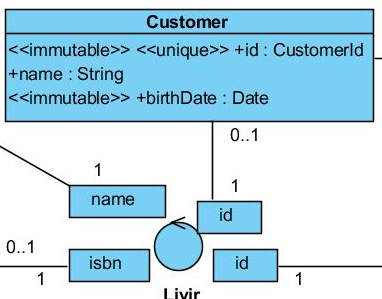 Customer
<<immutable>> <<unique>> +id : CustomerId
+name : String
<<immutable>> +birthDate : Date
0..1
1
1
name
id
0..1
isbn
id
1
1
Livir